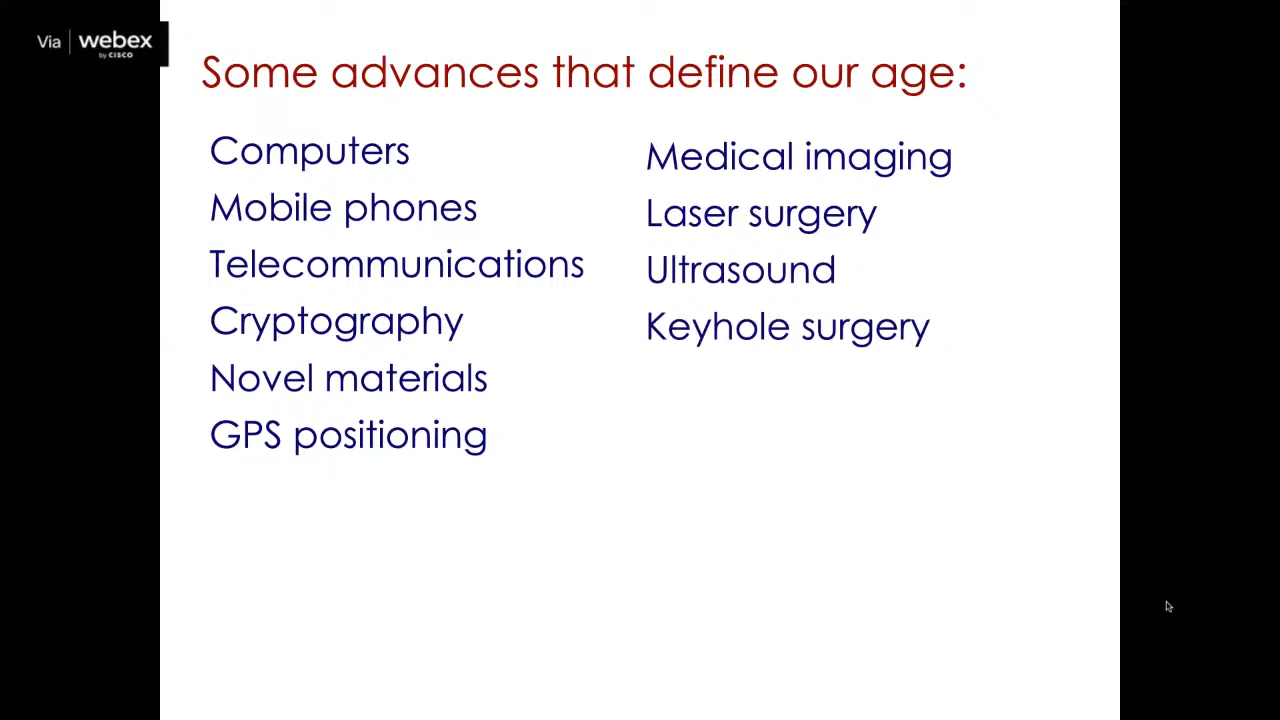 Via webex
by CISCO
Some advances that define our age:
Computers
Mobile phones
Telecommunications
Cryptography
Novel materials
GPS positioning
Medical imaging
Laser surgery
Ultrasound
Keyhole surgery